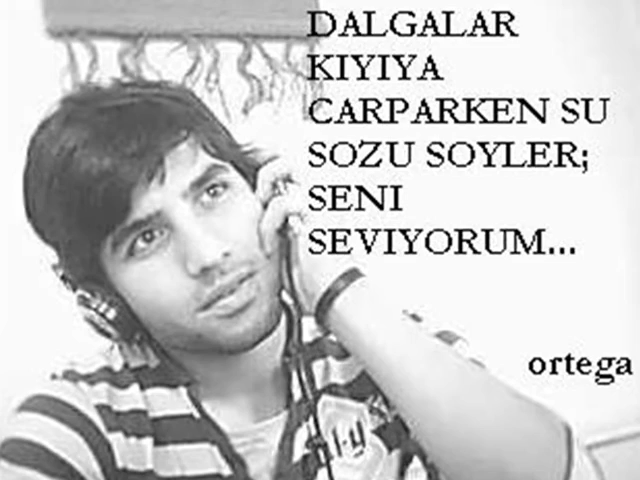 DALGALAR
KIYIYA
CARPARKEN SU
SOZU SOYLER;
SENI
SEVIYORUM...
ortega